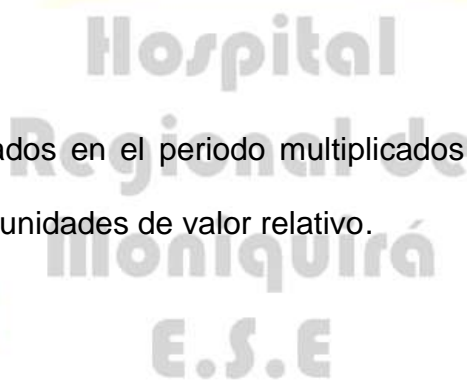 Hospital
ados en el periodo multiplicados
Regional de
unidades de valor relativo.
Moniquirá
E.S.E